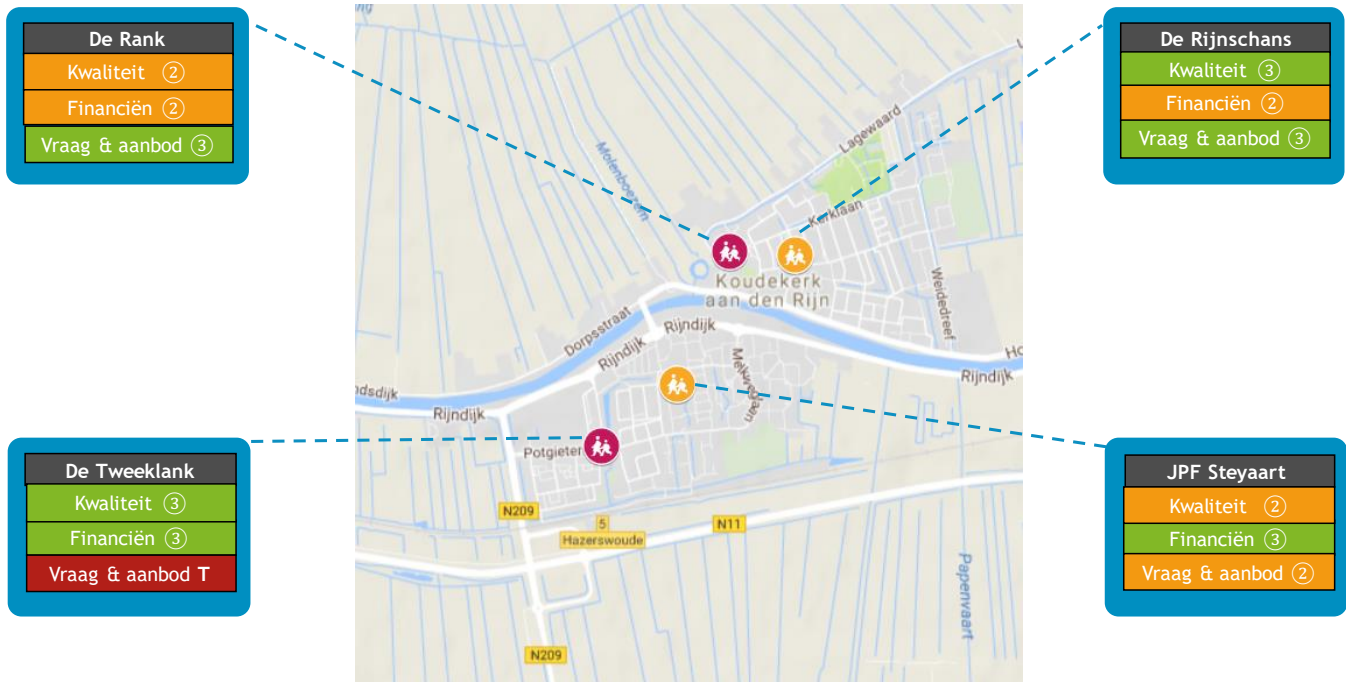 De Rank
Kwaliteit ②
Financiën ②
Vraag & aanbod ③
De Rijnschans
Kwaliteit ③
Financiën ②
Vraag & aanbod ③
Lagewaard
Molenboezem
Kerklaan
Koudekerk
aan den Rijn
Weidedreef
Dorpsstraat
Rijndijk
Rijndijk
Melkweglaan
Rijndijk
Rijndijk
Potgieter
N209
5
Hazerswoude
N11
Papenvaart
N209
De Tweeklank
Kwaliteit ③
Financiën ③
Vraag & aanbod T
JPF Steyaart
Kwaliteit ②
Financiën ③
Vraag & aanbod ②